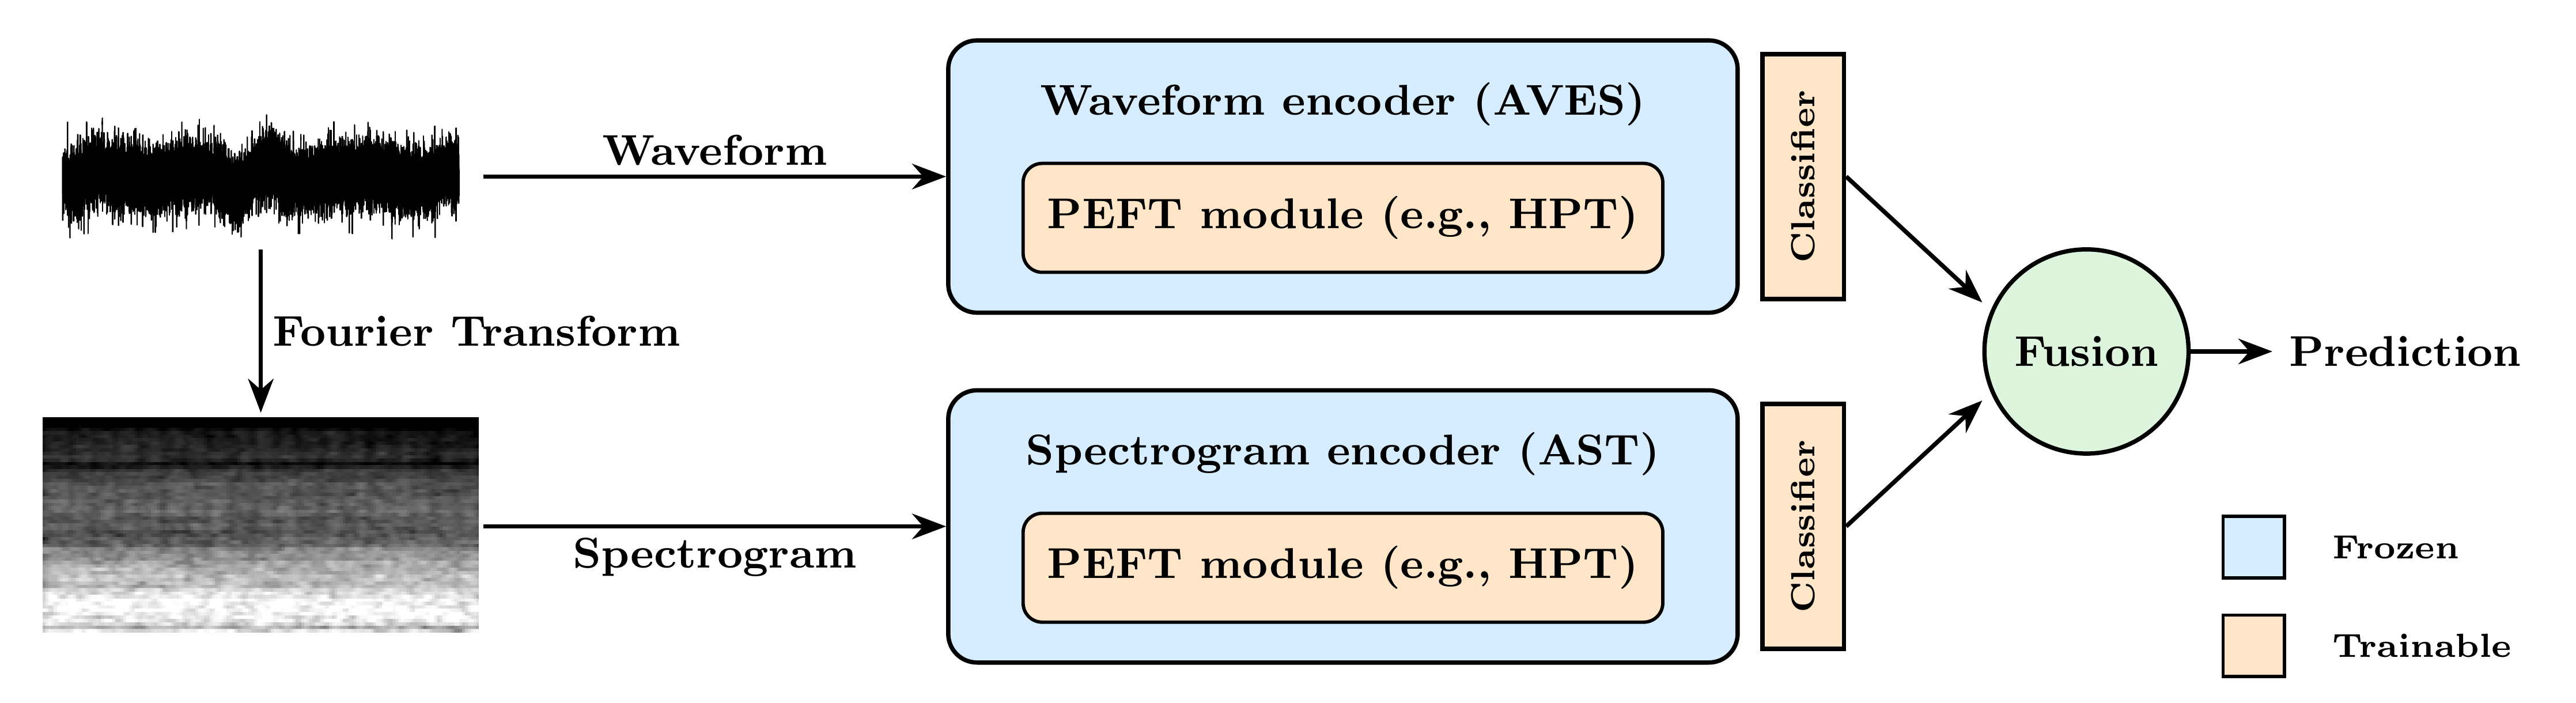 Waveform
Fourier Transform
Spectrogram
Waveform encoder (AVES)
PEFT module (e.g., HPT)
Classifier
Spectrogram encoder (AST)
PEFT module (e.g., HPT)
Classifier
Fusion
Prediction
Frozen
Trainable